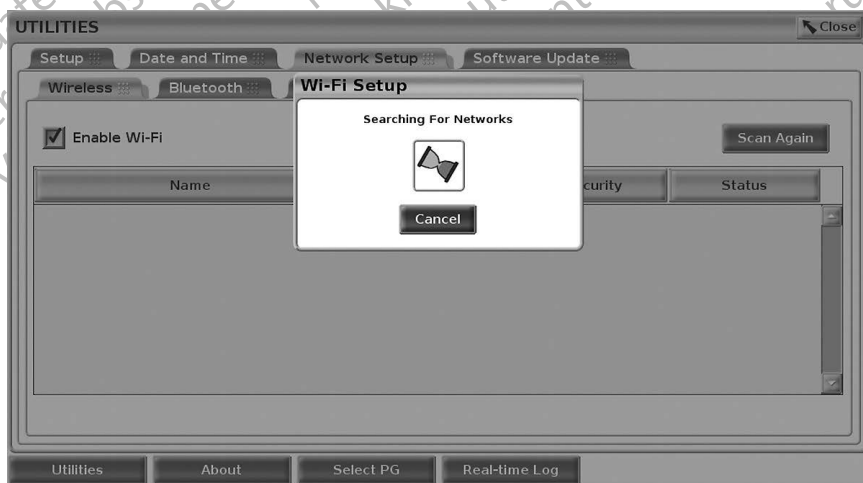 UTILITIES
Close
Setup Date and Time Network Setup Software Update
Wireless Bluetooth
Wi-Fi Setup
Searching For Networks
Enable Wi-Fi
Scan Again
Name
Status
Cancel
Utilities About Select PG Real-time Log